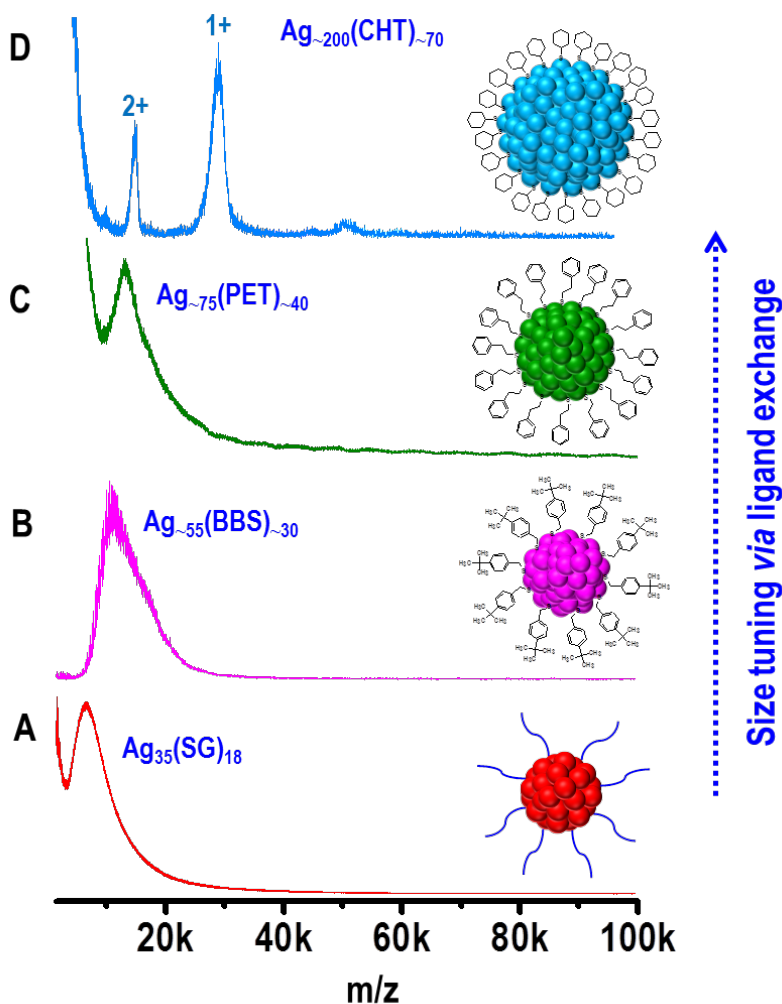 D
2+
1+
Ag~200(CHT)~70
C
Ag~75(PET)~40
B
Ag~55(BBS)~30
A
Ag35(SG)18
Size tuning via ligand exchange
20k 40k 60k 80k 100k
m/z